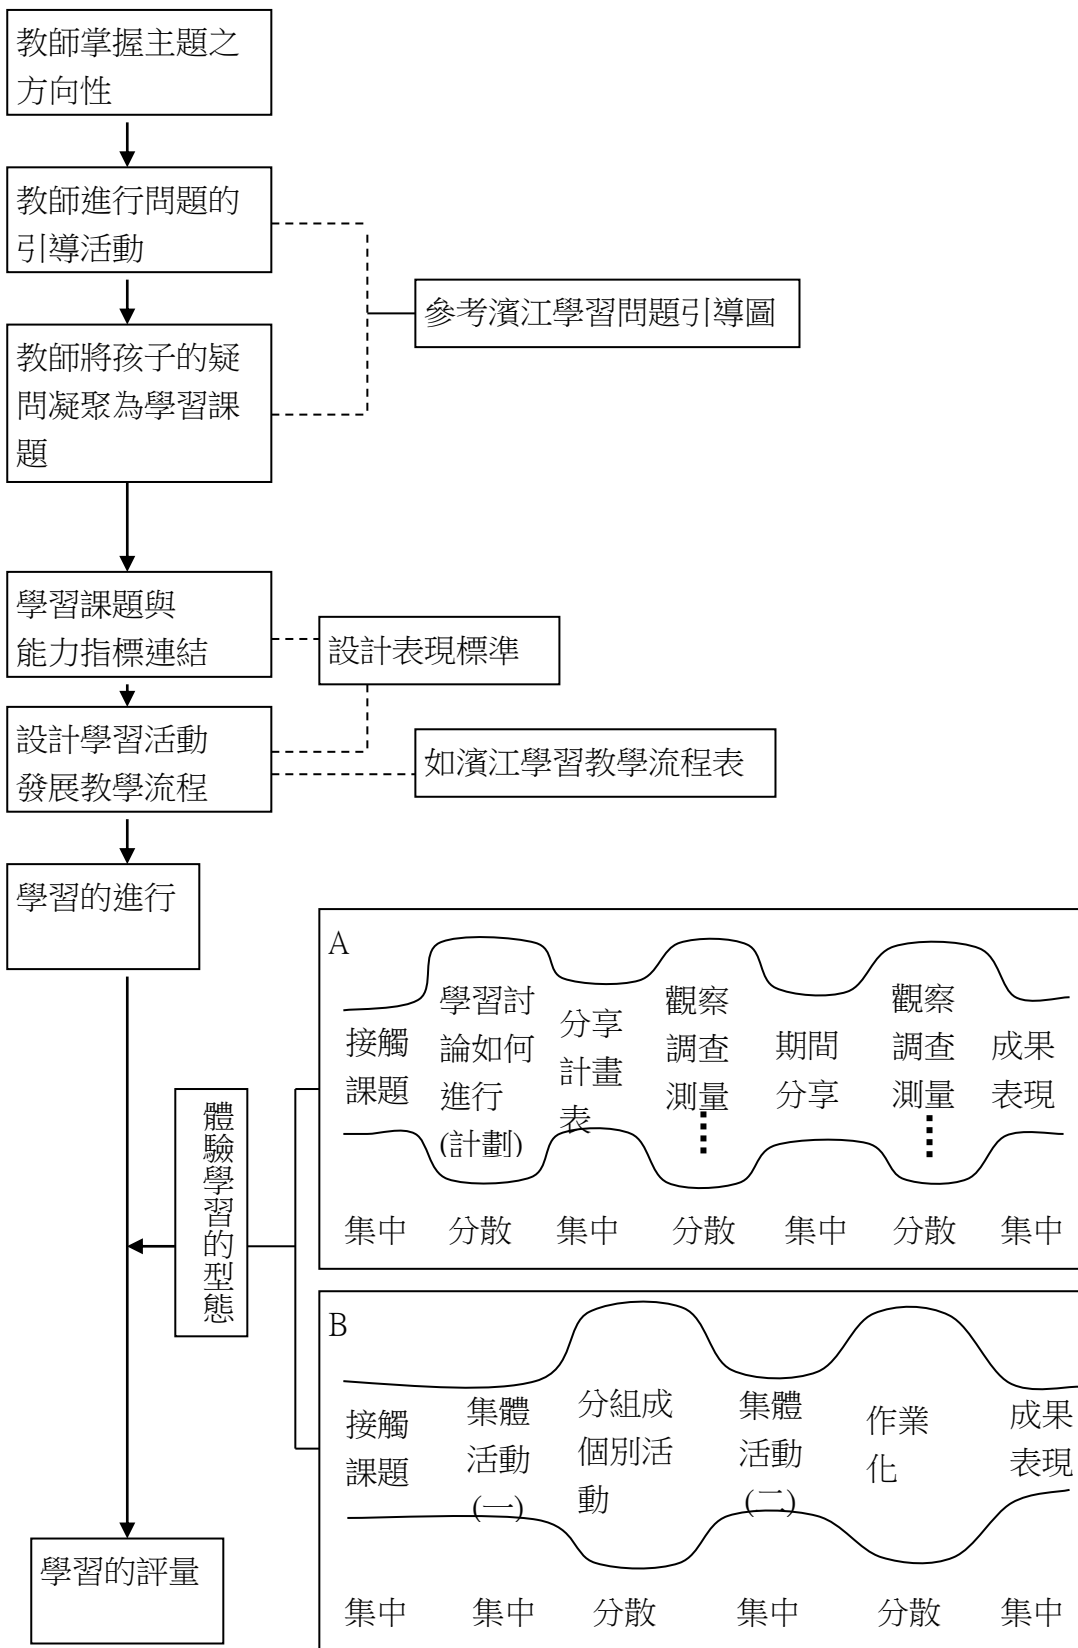 教師掌握主題之
方向性
教師進行問題的
引導活動
參考濱江學習問題引導圖
教師將孩子的疑
問凝聚為學習課
題
學習課題與
能力指標連結
設計表現標準
設計學習活動
發展教學流程
如濱江學習教學流程表
學習的進行
體驗學習的型態
A
接觸
課題
學習討
論如何
進行
(計劃)
分享
計畫
表
觀察
調查
測量
期間
分享
觀察
調查
測量
成果
表現
集中 分散 集中 分散 集中 分散 集中
B
接觸
課題
集體
活動
(一)
分組成
個別活
動
集體
活動
(二)
作業
化
成果
表現
集中 集中 分散 集中 分散 集中
學習的評量